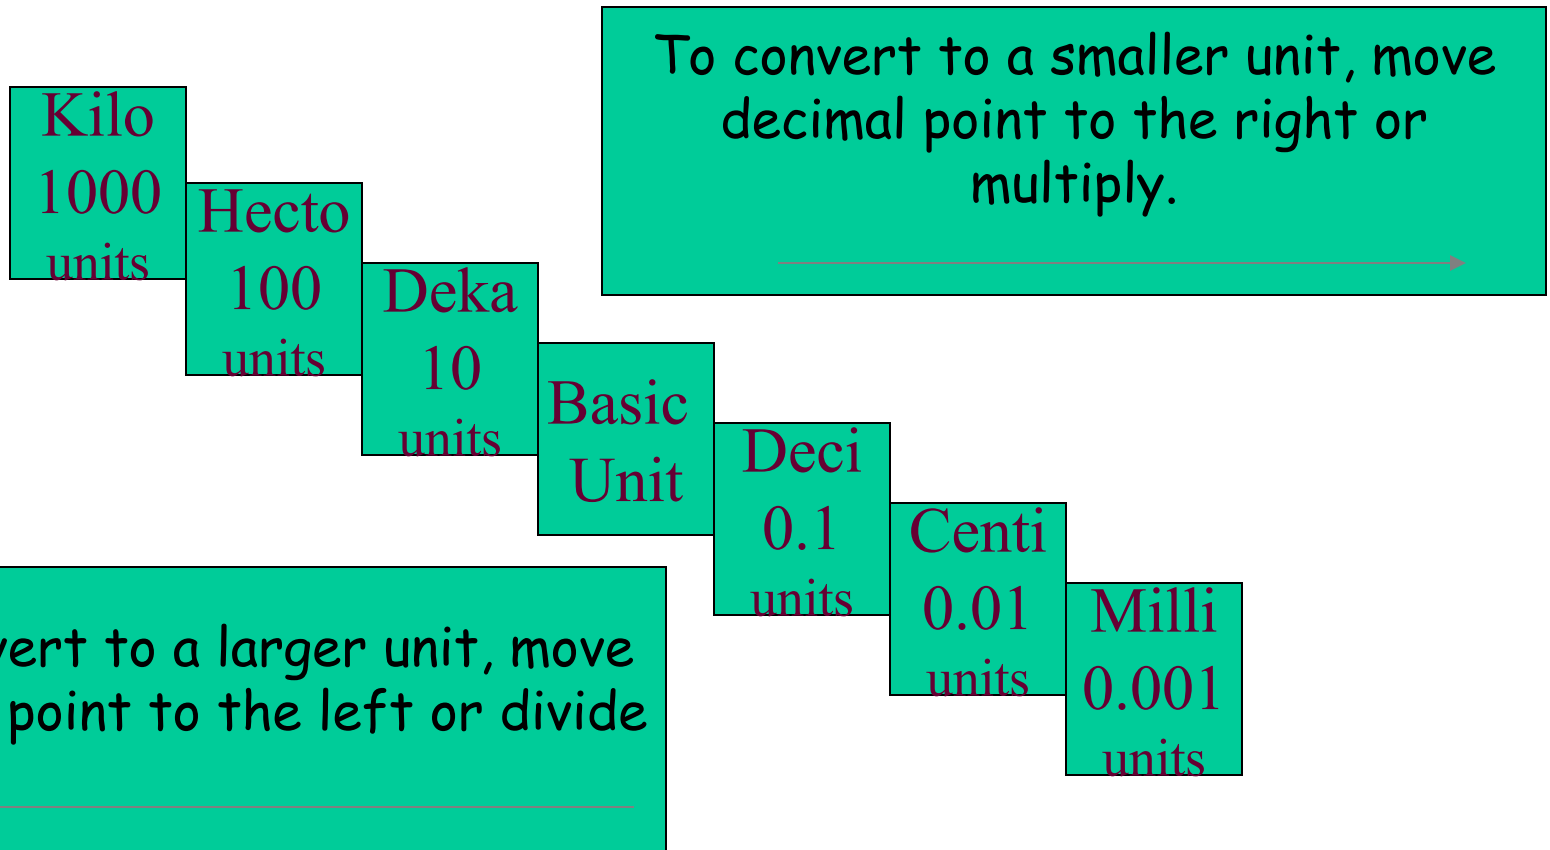 To convert to a smaller unit, move
decimal point to the right or
multiply.
Kilo
1000
units
Hecto
100
units
Deka
10
units
Basic
Unit
Deci
0.1
units
Centi
0.01
units
Milli
0.001
units
to a larger unit, move
point to the left or divide